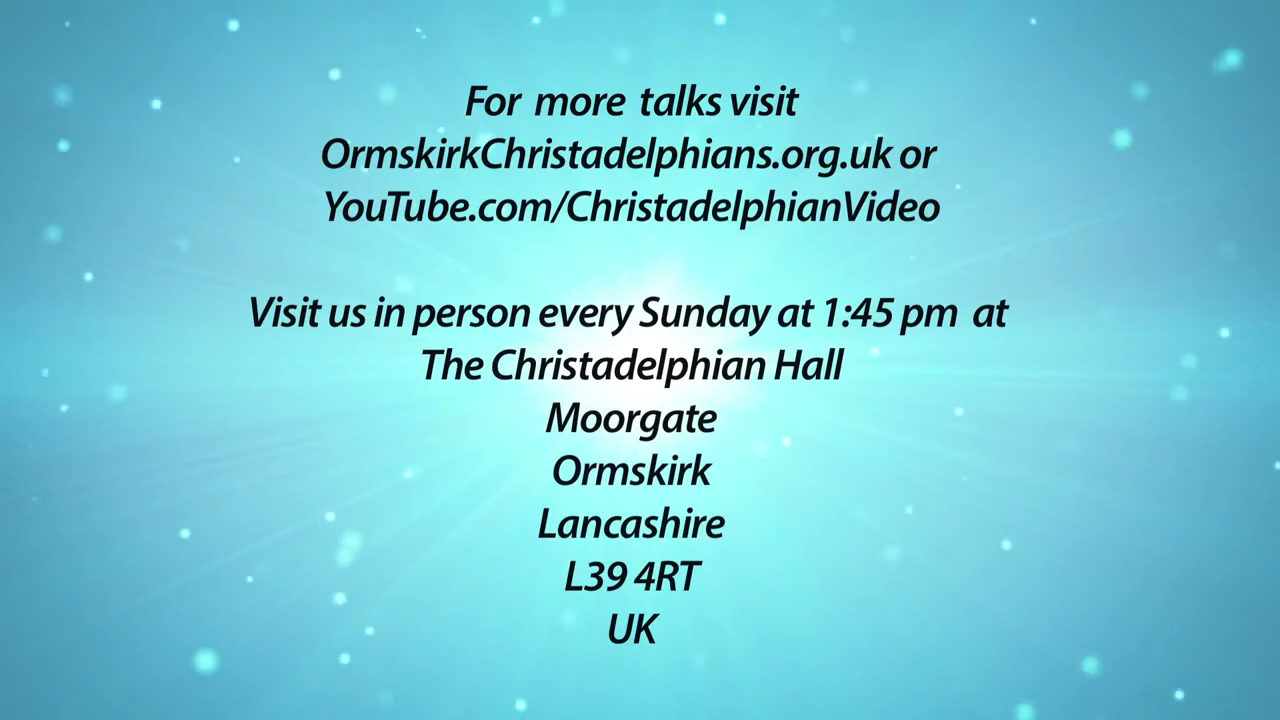 For more talks visit
OrmskirkChristadelphians.org.uk or
YouTube.com/ChristadelphianVideo
Visit us in person every Sunday at 1:45 pm at
The Christadelphian Hall
Moorgate
Ormskirk
Lancashire
L39 4RT
UK